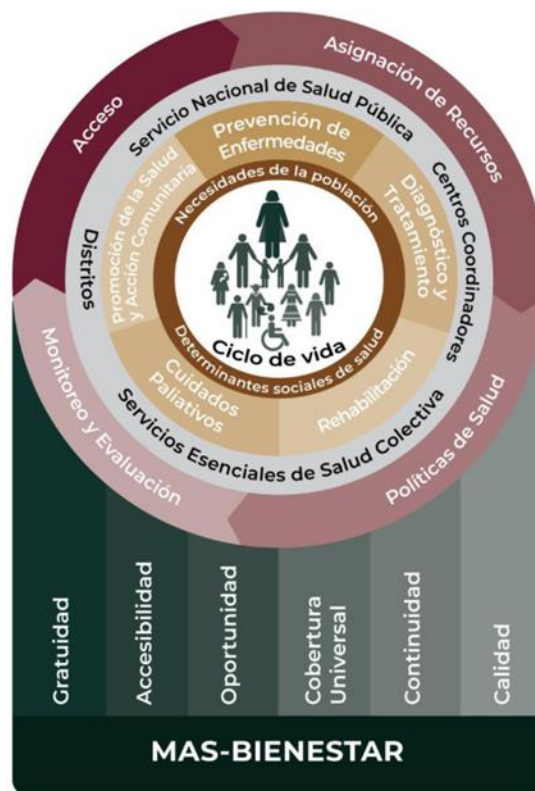 Acceso
Asignación de Recursos
Políticas de Salud
Monitoreo y Evaluación
Servicio Nacional de Salud Pública
Centros Coordinadores
Servicios Esenciales de Salud Colectiva
Distritos
Prevención de
Enfermedades
Diagnóstico y
Tratamiento
Rehabilitación
Cuidados
Paliativos
Promoción de la Salud
y Acción Comunitaria
Necesidades de la población
Determinantes sociales de salud
Ciclo de vida
Gratuidad
Accesibilidad
Oportunidad
Cobertura
Universal
Continuidad
Calidad
MAS-BIENESTAR